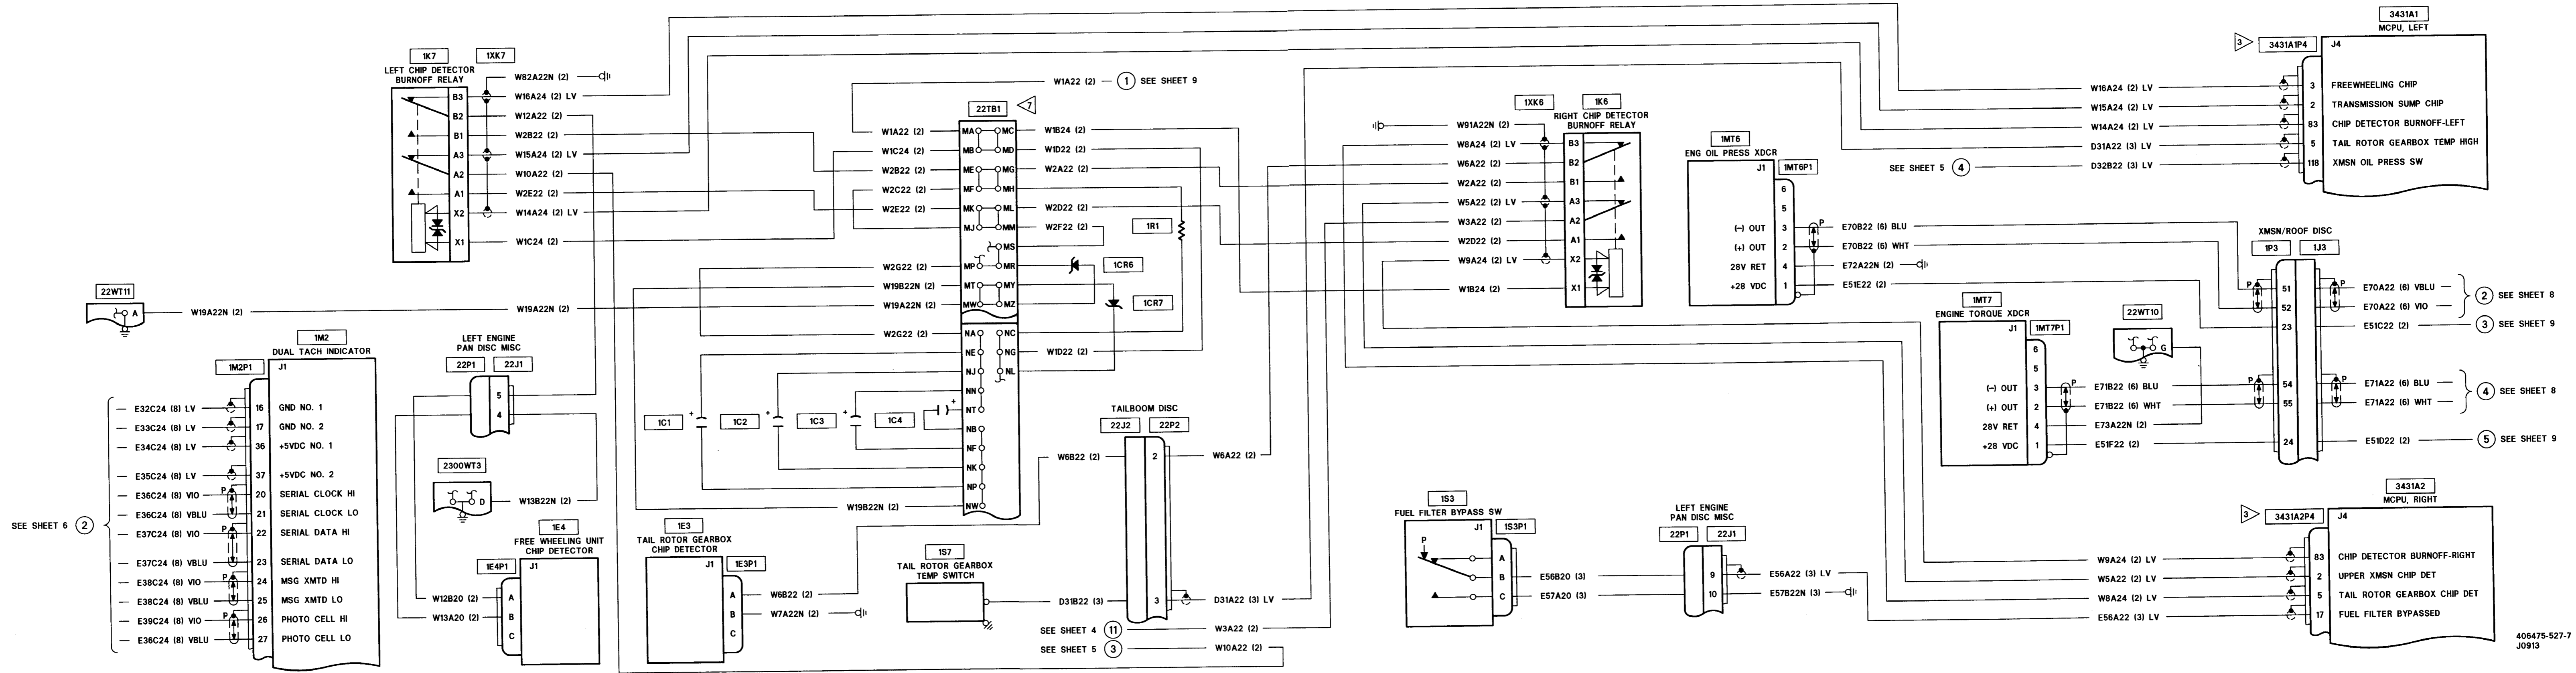 1K7
1XK7
LEFT CHIP DETECTOR
BURNOFF RELAY
B3
B2
B1
A3
A2
A1
X2
X1
W82A22N (2)
W16A24 (2) LV
W12A22 (2)
W2B22 (2)
W15A24 (2) LV
W10A22 (2)
W2E22 (2)
W14A24 (2) LV
W1C24 (2)
22WT11
A
W19A22N (2)
W19A22N (2)
1M2
DUAL TACH INDICATOR
1M2P1
J1
E32C24 (8) LV 16 GND NO. 1
E33C24 (8) LV 17 GND NO. 2
E34C24 (8) LV 36 +5VDC NO. 1
E35C24 (8) LV 37 +5VDC NO. 2
E36C24 (8) VIO P 20 SERIAL CLOCK HI
E36C24 (8) VBLU 21 SERIAL CLOCK LO
E37C24 (8) VIO P 22 SERIAL DATA HI
E37C24 (8) VBLU 23 SERIAL DATA LO
E38C24 (8) VIO P 24 MSG XMTD HI
E38C24 (8) VBLU 25 MSG XMTD LO
E39C24 (8) VIO P 26 PHOTO CELL HI
E36C24 (8) VBLU 27 PHOTO CELL LO
SEE SHEET 6 2
LEFT ENGINE
PAN DISC MISC
22P1
22J1
5
4
2300WT3
D
W13B22N (2)
1E4
FREE WHEELING UNIT
CHIP DETECTOR
1E4P1
J1
W12B20 (2) A
W13A20 (2) B
C
1E3
TAIL ROTOR GEARBOX
CHIP DETECTOR
J1
1E3P1
A W6B22 (2)
B W7A22N (2)
C
W1A22 (2) 1 SEE SHEET 9
22TB1
7
W1A22 (2) MA MC W1B24 (2)
W1C24 (2) MB MD W1D22 (2)
W2B22 (2) ME MG W2A22 (2)
W2C22 (2) MF MH
W2E22 (2) MK ML W2D22 (2)
MJ MM W2F22 (2)
MS
W2G22 (2) MP MR
W19B22N (2) MT MY
W19A22N (2) MW MZ
W2G22 (2) NA NC
NE NG W1D22 (2)
NJ NL
NN
NT
NB
NF
NK
NP
W19B22N (2) NW
1R1
1CR6
1CR7
1C1
+
1C2
+
1C3
+
1C4
+
1S7
TAIL ROTOR GEARBOX
TEMP SWITCH
TAILBOOM DISC
22J2
22P2
W6B22 (2) 2 W6A22 (2)
D31B22 (3) 3 D31A22 (3) LV
SEE SHEET 4 11 W3A22 (2)
SEE SHEET 5 3 W10A22 (2)
1XK6
1K6
RIGHT CHIP DETECTOR
BURNOFF RELAY
W91A22N (2)
W8A24 (2) LV B3
W6A22 (2) B2
W2A22 (2) B1
W5A22 (2) LV A3
W3A22 (2) A2
W2D22 (2) A1
W9A24 (2) LV X2
W1B24 (2) X1
1MT6
ENG OIL PRESS XDCR
J1
1MT6P1
6
5
(−) OUT 3 P E70B22 (6) BLU
(+) OUT 2 E70B22 (6) WHT
28V RET 4 E72A22N (2)
+28 VDC 1 E51E22 (2)
1MT7
ENGINE TORQUE XDCR
J1
1MT7P1
6
5
(−) OUT 3 P E71B22 (6) BLU
(+) OUT 2 E71B22 (6) WHT
28V RET 4 E73A22N (2)
+28 VDC 1 E51F22 (2)
22WT10
G
XMSN/ROOF DISC
1P3
1J3
P 51 P E70A22 (6) VBLU
52 E70A22 (6) VIO
2 SEE SHEET 8
23 E51C22 (2) 3 SEE SHEET 9
P 54 P E71A22 (6) BLU
55 E71A22 (6) WHT
4 SEE SHEET 8
24 E51D22 (2) 5 SEE SHEET 9
1S3
FUEL FILTER BYPASS SW
J1
1S3P1
P
A
B E56B20 (3)
C E57A20 (3)
LEFT ENGINE
PAN DISC MISC
22P1
22J1
9 E56A22 (3) LV
10 E57B22N (3)
3431A1
MCPU, LEFT
3
3431A1P4
J4
W16A24 (2) LV 3 FREEWHEELING CHIP
W15A24 (2) LV 2 TRANSMISSION SUMP CHIP
W14A24 (2) LV 83 CHIP DETECTOR BURNOFF-LEFT
D31A22 (3) LV 5 TAIL ROTOR GEARBOX TEMP HIGH
SEE SHEET 5 4 D32B22 (3) LV 118 XMSN OIL PRESS SW
3431A2
MCPU, RIGHT
3
3431A2P4
J4
W9A24 (2) LV 83 CHIP DETECTOR BURNOFF-RIGHT
W5A22 (2) LV 2 UPPER XMSN CHIP DET
W8A24 (2) LV 5 TAIL ROTOR GEARBOX CHIP DET
E56A22 (3) LV 17 FUEL FILTER BYPASSED
406475-527-7
J0913